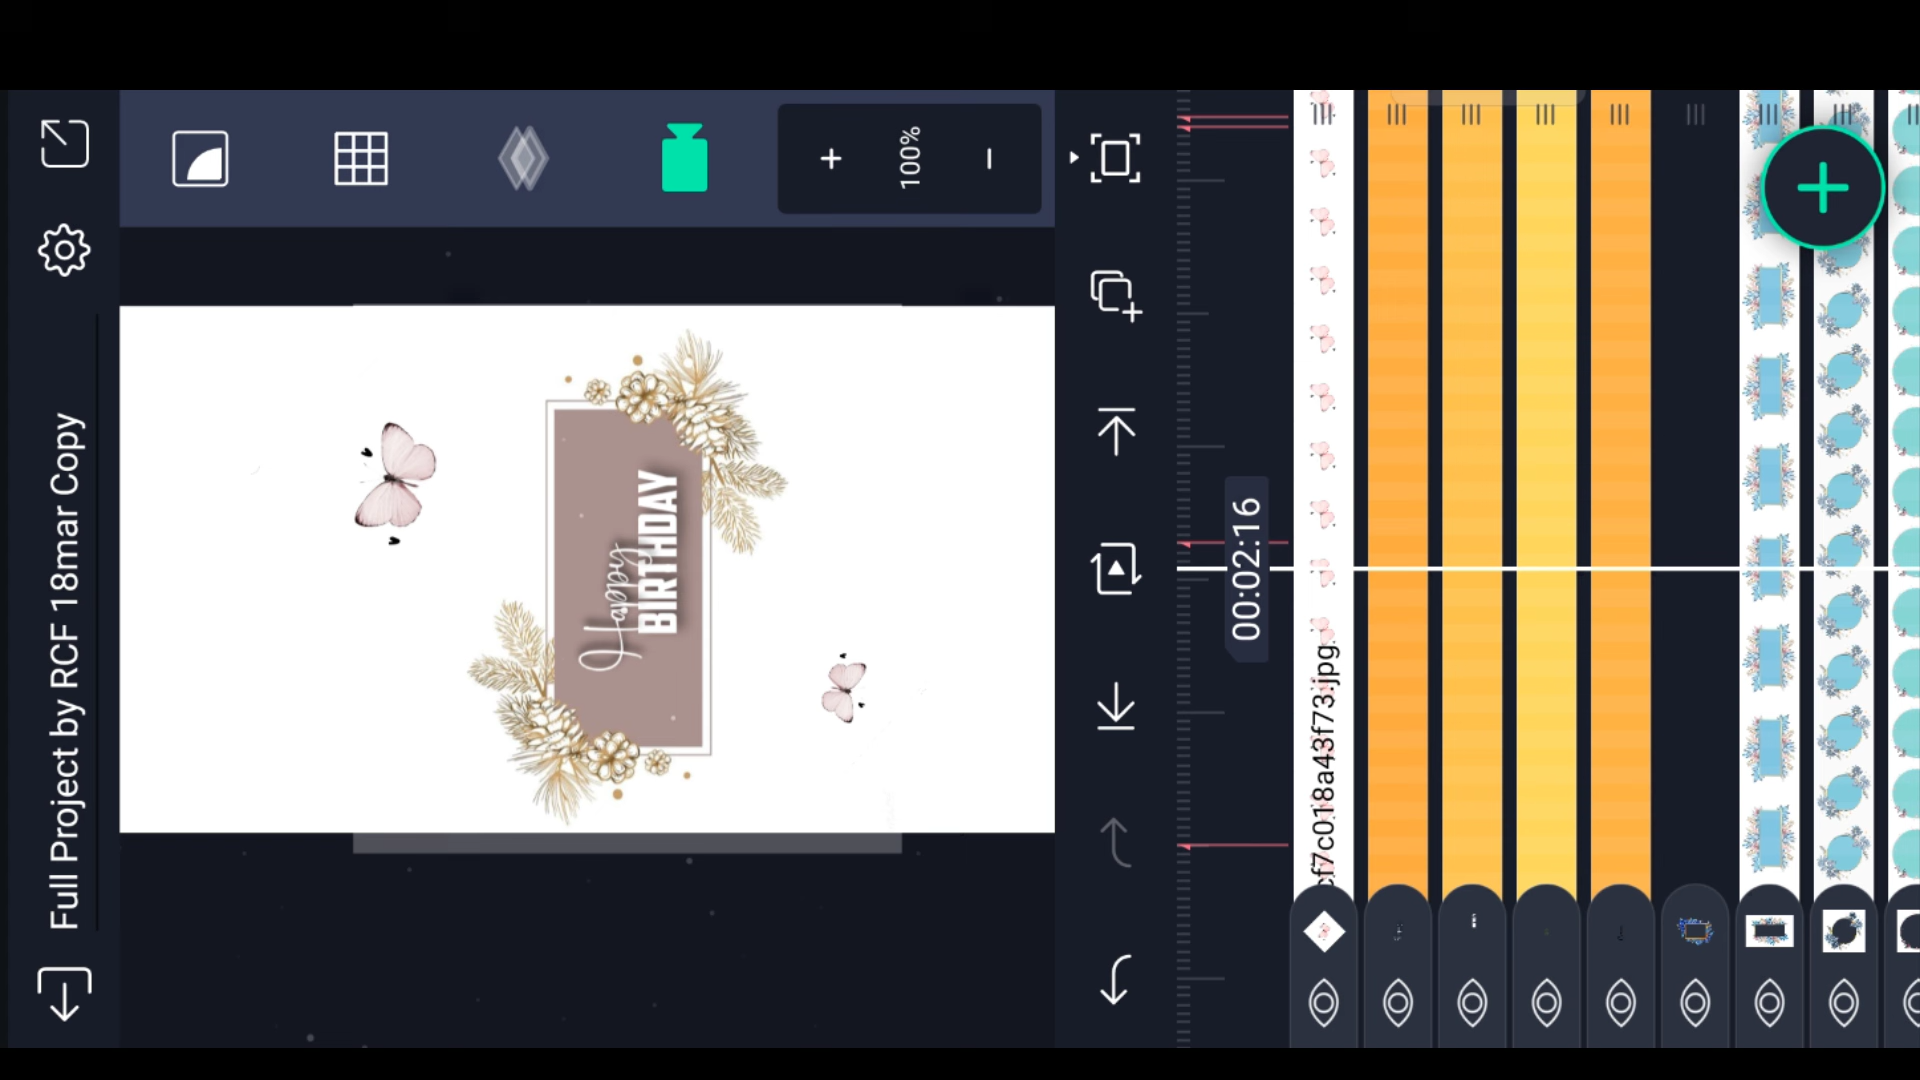 Full Project by RCF 18mar Copy
100%
Happy
BIRTHDAY
00:02:16
cf7c018a43f73.jpg